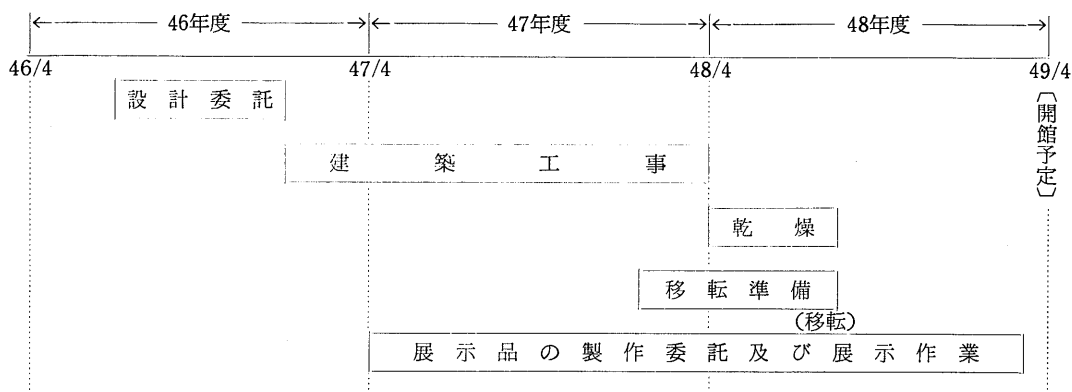 46年度 47年度 48年度
46/4 47/4 48/4 49/4
〔開館予定〕
設計委託
建築工事
乾燥
移転準備
(移転)
展示品の製作委託及び展示作業